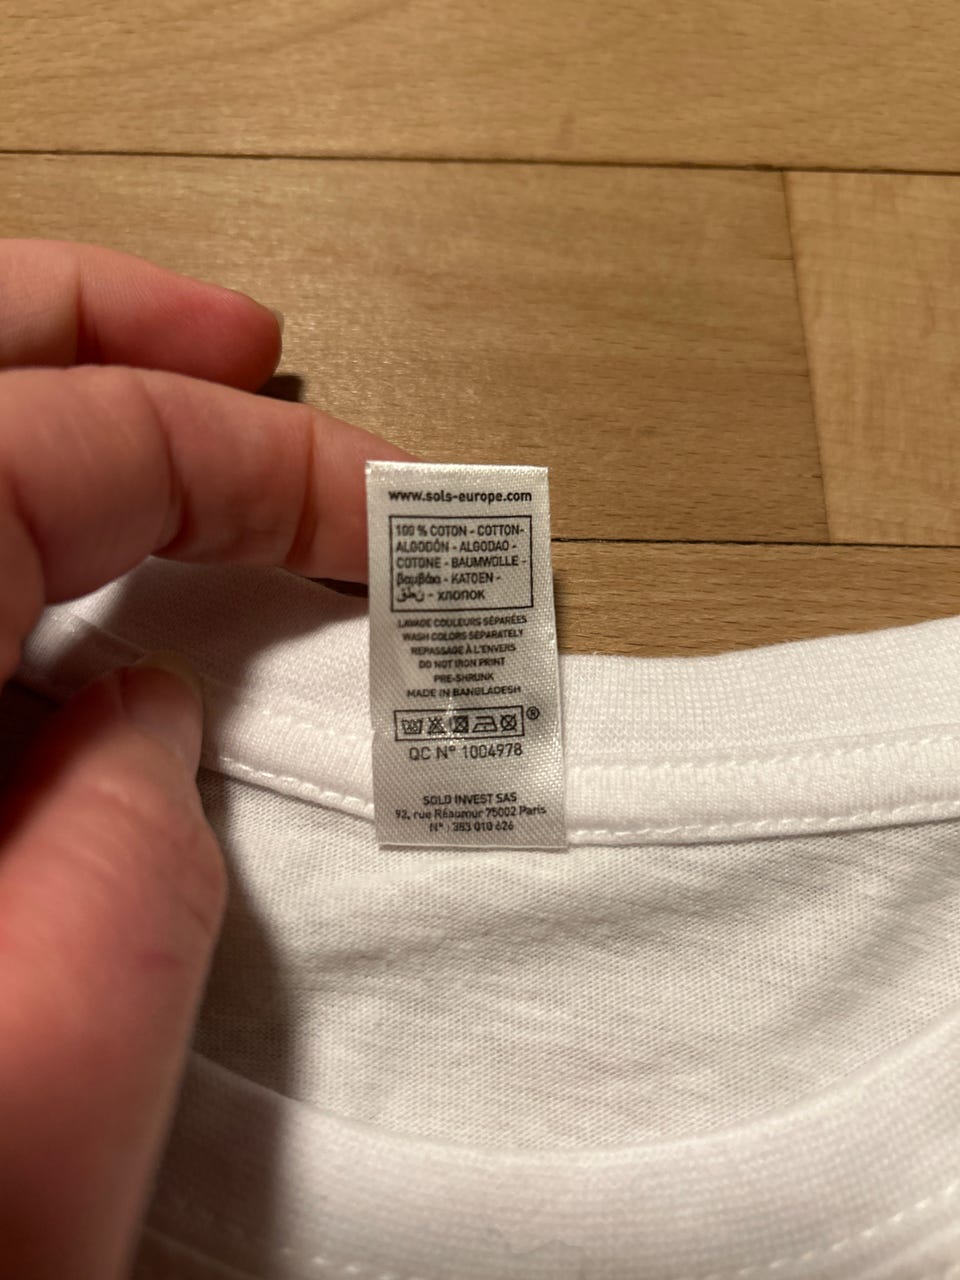 www.sols-europe.com
100 % COTON - COTTON-
ALGODÓN - ALGODAO -
COTONE - BAUMWOLLE -
βαμβάκι - KATOEN -
قطن - хлопок
LAVAGE COULEURS SÉPARÉES
WASH COLORS SEPARATELY
REPASSAGE À L'ENVERS
DO NOT IRON PRINT
PRE-SHRUNK
MADE IN BANGLADESH
®
QC N° 1004978
SOLO INVEST SAS
92, rue Réaumur 75002 Paris
N° : 383 010 626